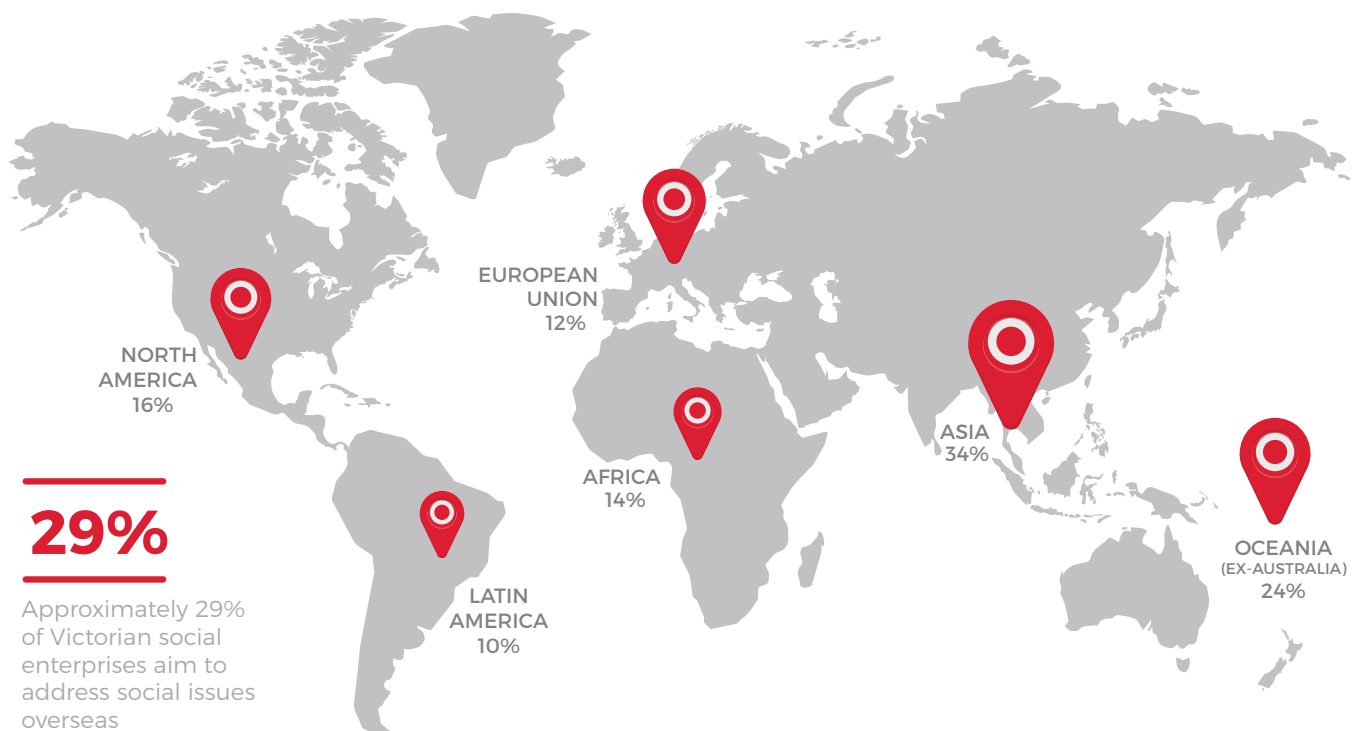 EUROPEAN
UNION
12%
NORTH
AMERICA
16%
ASIA
34%
AFRICA
14%
OCEANIA
(EX-AUSTRALIA)
24%
LATIN
AMERICA
10%
29%
Approximately 29%
of Victorian social
enterprises aim to
address social issues
overseas